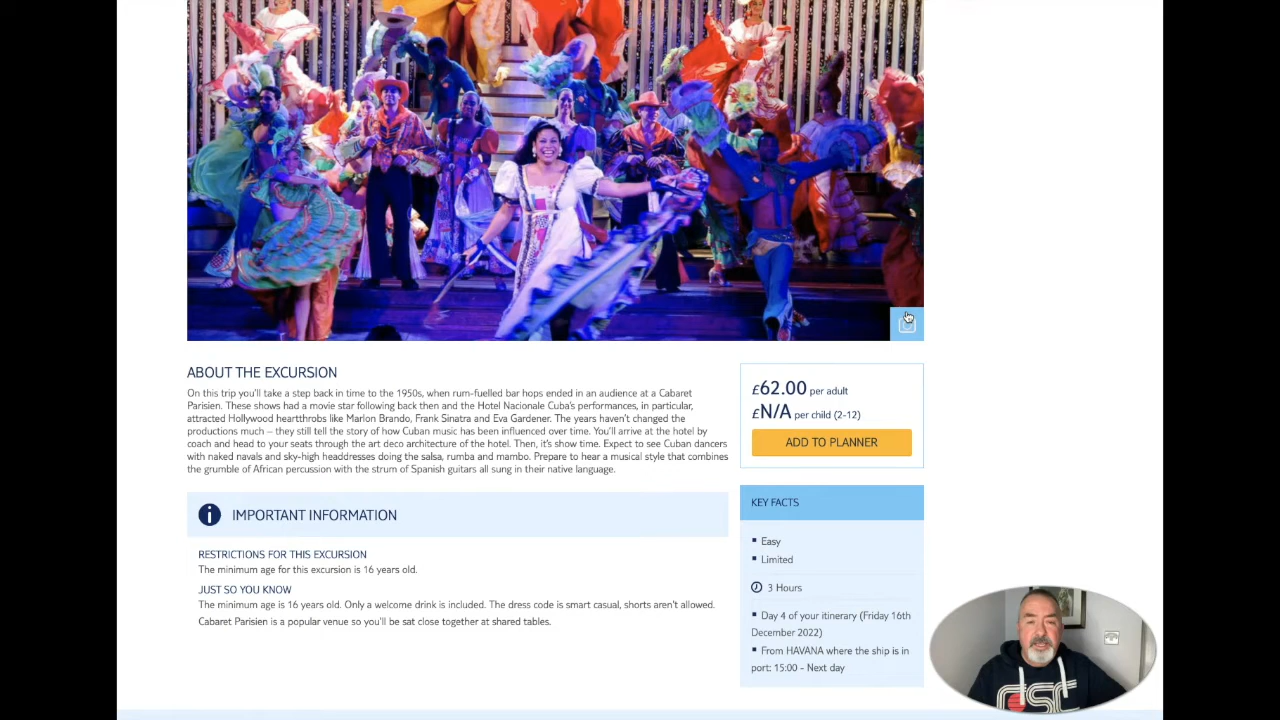 ABOUT THE EXCURSION
On this trip you'll take a step back in time to the 1950s, when rum-fuelled bar hops ended in an audience at a Cabaret
Parisien. These shows had a movie star following back then and the Hotel Nacionale Cuba's performances, in particular,
attracted Hollywood heartthrobs like Marlon Brando, Frank Sinatra and Eva Gardener. The years haven't changed the
productions much – they still tell the story of how Cuban music has been influenced over time. You'll arrive at the hotel by
coach and head to your seats through the art deco architecture of the hotel. Then, it's show time. Expect to see Cuban dancers
with naked navals and sky-high headdresses doing the salsa, rumba and mambo. Prepare to hear a musical style that combines
the grumble of African percussion with the strum of Spanish guitars all sung in their native language.
IMPORTANT INFORMATION
RESTRICTIONS FOR THIS EXCURSION
The minimum age for this excursion is 16 years old.
JUST SO YOU KNOW
The minimum age is 16 years old. Only a welcome drink is included. The dress code is smart casual, shorts aren't allowed.
Cabaret Parisien is a popular venue so you'll be sat close together at shared tables.
£62.00 per adult
£N/A per child (2-12)
ADD TO PLANNER
KEY FACTS
Easy
Limited
3 Hours
Day 4 of your itinerary (Friday 16th
December 2022)
From HAVANA where the ship is in
port: 15:00 - Next day